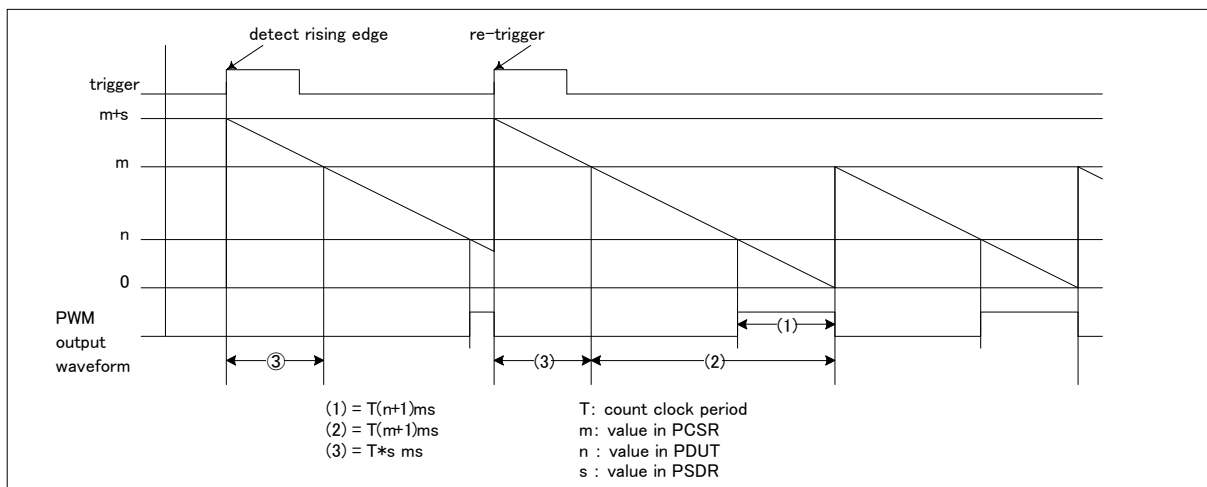 detect rising edge
re-trigger
trigger
m+s
m
n
0
PWM
output
waveform
(1)
③
(3)
(2)
(1) = T(n+1)ms
(2) = T(m+1)ms
(3) = T*s ms
T: count clock period
m: value in PCSR
n : value in PDUT
s : value in PSDR